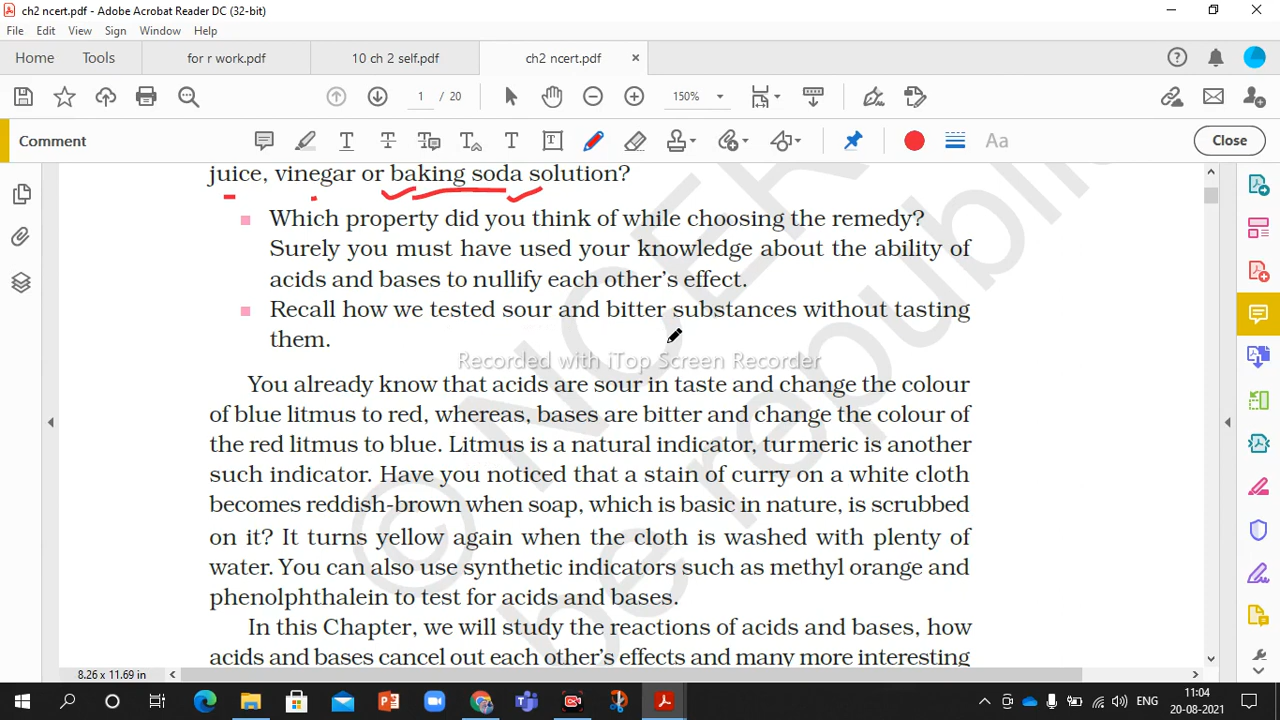 ch2 ncert.pdf - Adobe Acrobat Reader DC (32-bit)
File Edit View Sign Window Help
Home Tools for r work.pdf 10 ch 2 self.pdf ch2 ncert.pdf ×
1 / 20 150%
Comment Aa Close
juice, vinegar or baking soda solution?
Which property did you think of while choosing the remedy?
Surely you must have used your knowledge about the ability of
acids and bases to nullify each other's effect.
Recall how we tested sour and bitter substances without tasting
them.
Recorded with iTop Screen Recorder
You already know that acids are sour in taste and change the colour
of blue litmus to red, whereas, bases are bitter and change the colour of
the red litmus to blue. Litmus is a natural indicator, turmeric is another
such indicator. Have you noticed that a stain of curry on a white cloth
becomes reddish-brown when soap, which is basic in nature, is scrubbed
on it? It turns yellow again when the cloth is washed with plenty of
water. You can also use synthetic indicators such as methyl orange and
phenolphthalein to test for acids and bases.
In this Chapter, we will study the reactions of acids and bases, how
acids and bases cancel out each other's effects and many more interesting
© NCER
be republi
8.26 x 11.69 in
ENG
11:04
20-08-2021